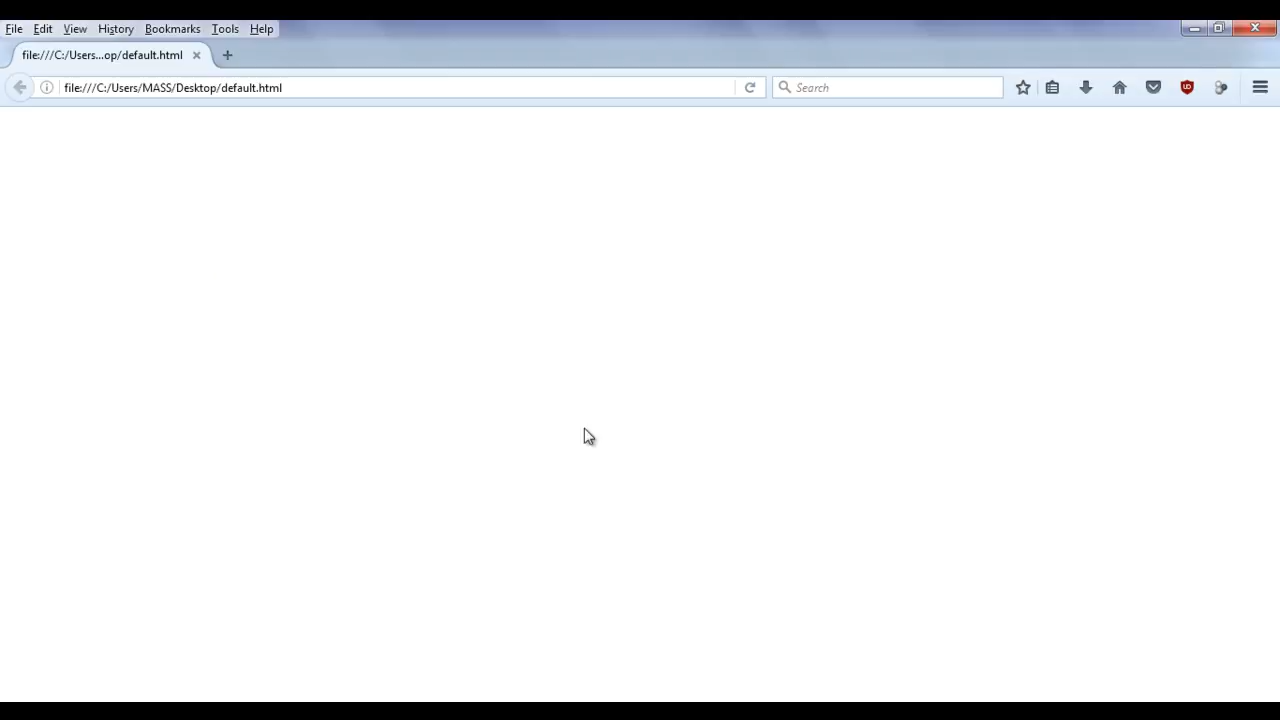 File Edit View History Bookmarks Tools Help
file:///C:/Users...op/default.html
file:///C:/Users/MASS/Desktop/default.html Search